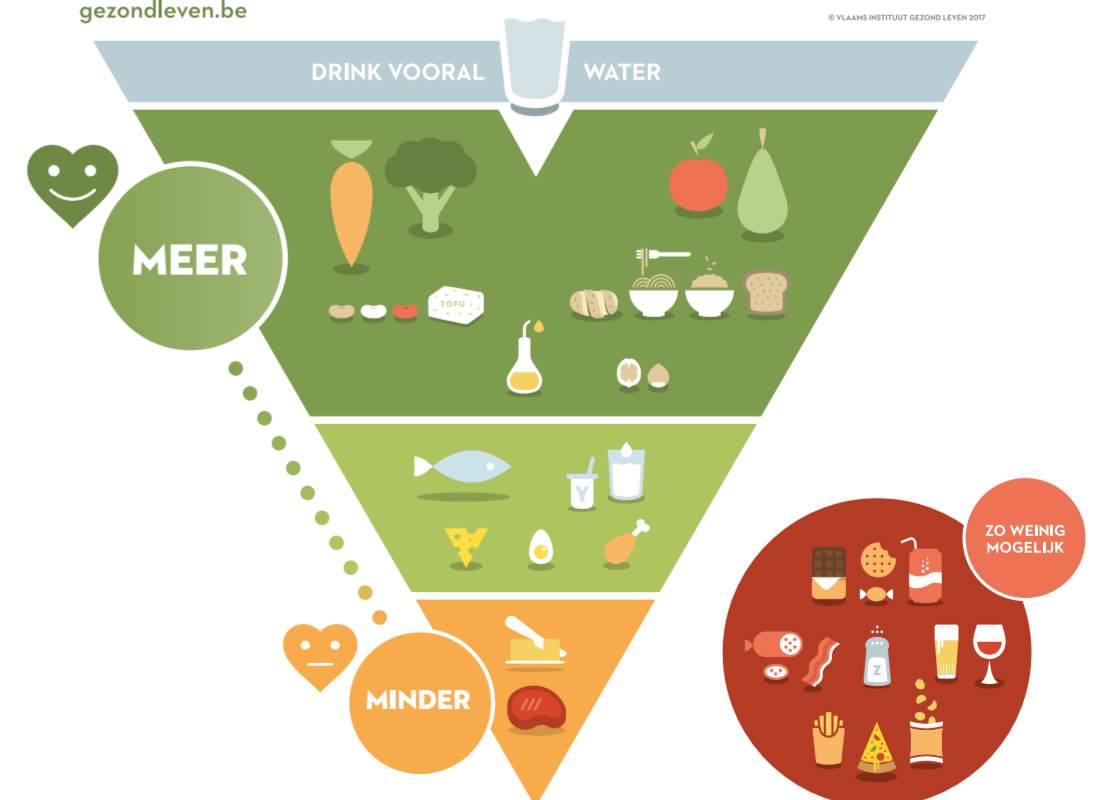 gezondleven.be
© VLAAMS INSTITUUT GEZOND LEVEN 2017
DRINK VOORAL WATER
MEER
TOFU
Y
ZO WEINIG
MOGELIJK
Z
MINDER